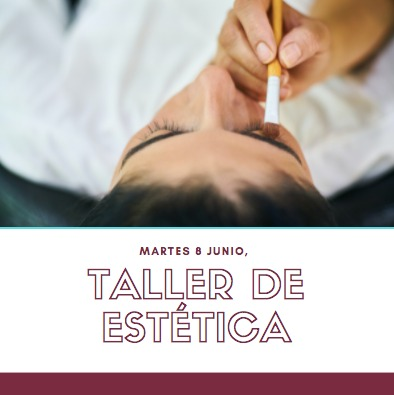 MARTES 8 JUNIO,
TALLER DE
ESTÉTICA